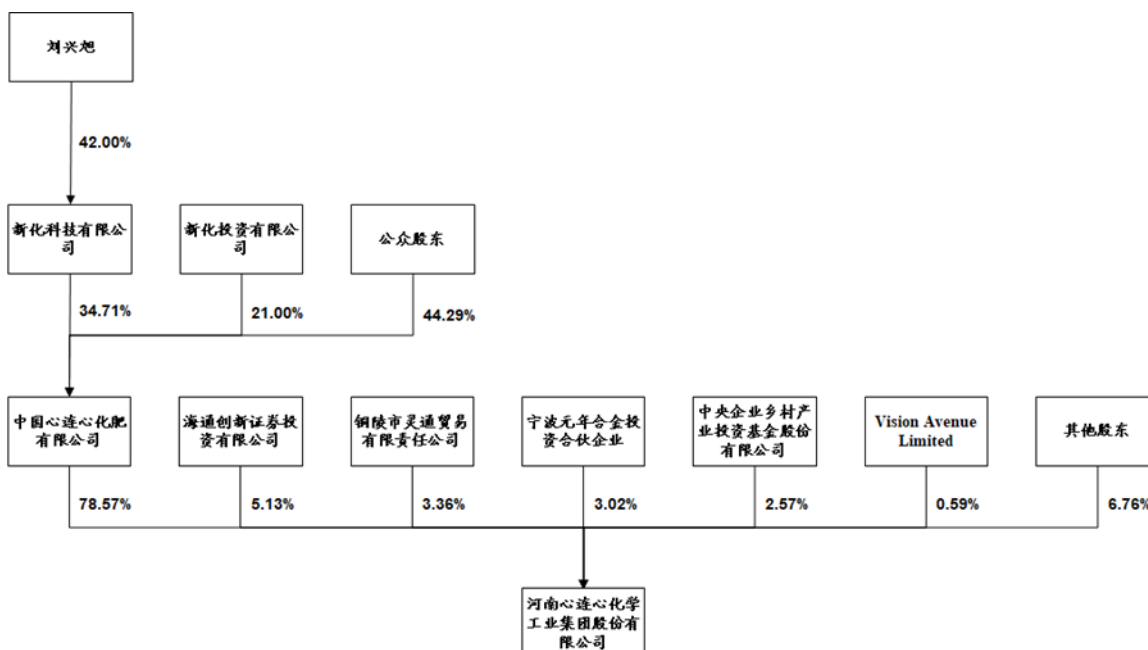 刘兴旭
42.00%
新化科技有限公
司
新化投资有限公
司
公众股东
34.71%
21.00%
44.29%
中国心连心化肥
有限公司
海通创新证券投
资有限公司
铜陵市灵通贸易
有限责任公司
宁波元年合金投
资合伙企业
中央企业乡村产
业投资基金股份
有限公司
Vision Avenue
Limited
其他股东
78.57%
5.13%
3.36%
3.02%
2.57%
0.59%
6.76%
河南心连心化学
工业集团股份有
限公司